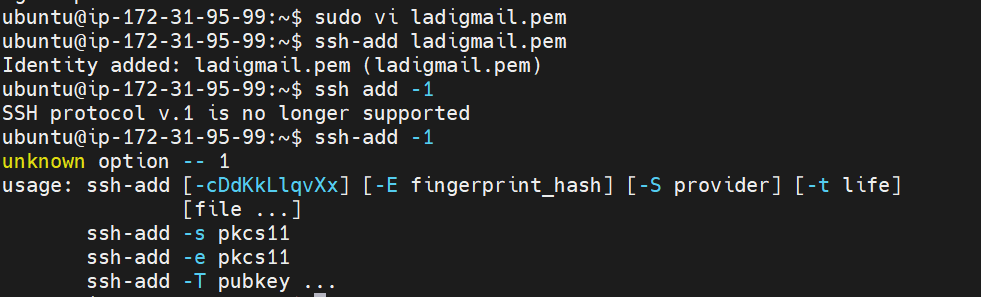 ubuntu@ip-172-31-95-99:~$ sudo vi ladigmail.pem
ubuntu@ip-172-31-95-99:~$ ssh-add ladigmail.pem
Identity added: ladigmail.pem (ladigmail.pem)
ubuntu@ip-172-31-95-99:~$ ssh add -1
SSH protocol v.1 is no longer supported
ubuntu@ip-172-31-95-99:~$ ssh-add -1
unknown option -- 1
usage: ssh-add [-cDdKkLlqvXx] [-E fingerprint_hash] [-S provider] [-t life]
               [file ...]
       ssh-add -s pkcs11
       ssh-add -e pkcs11
       ssh-add -T pubkey ...